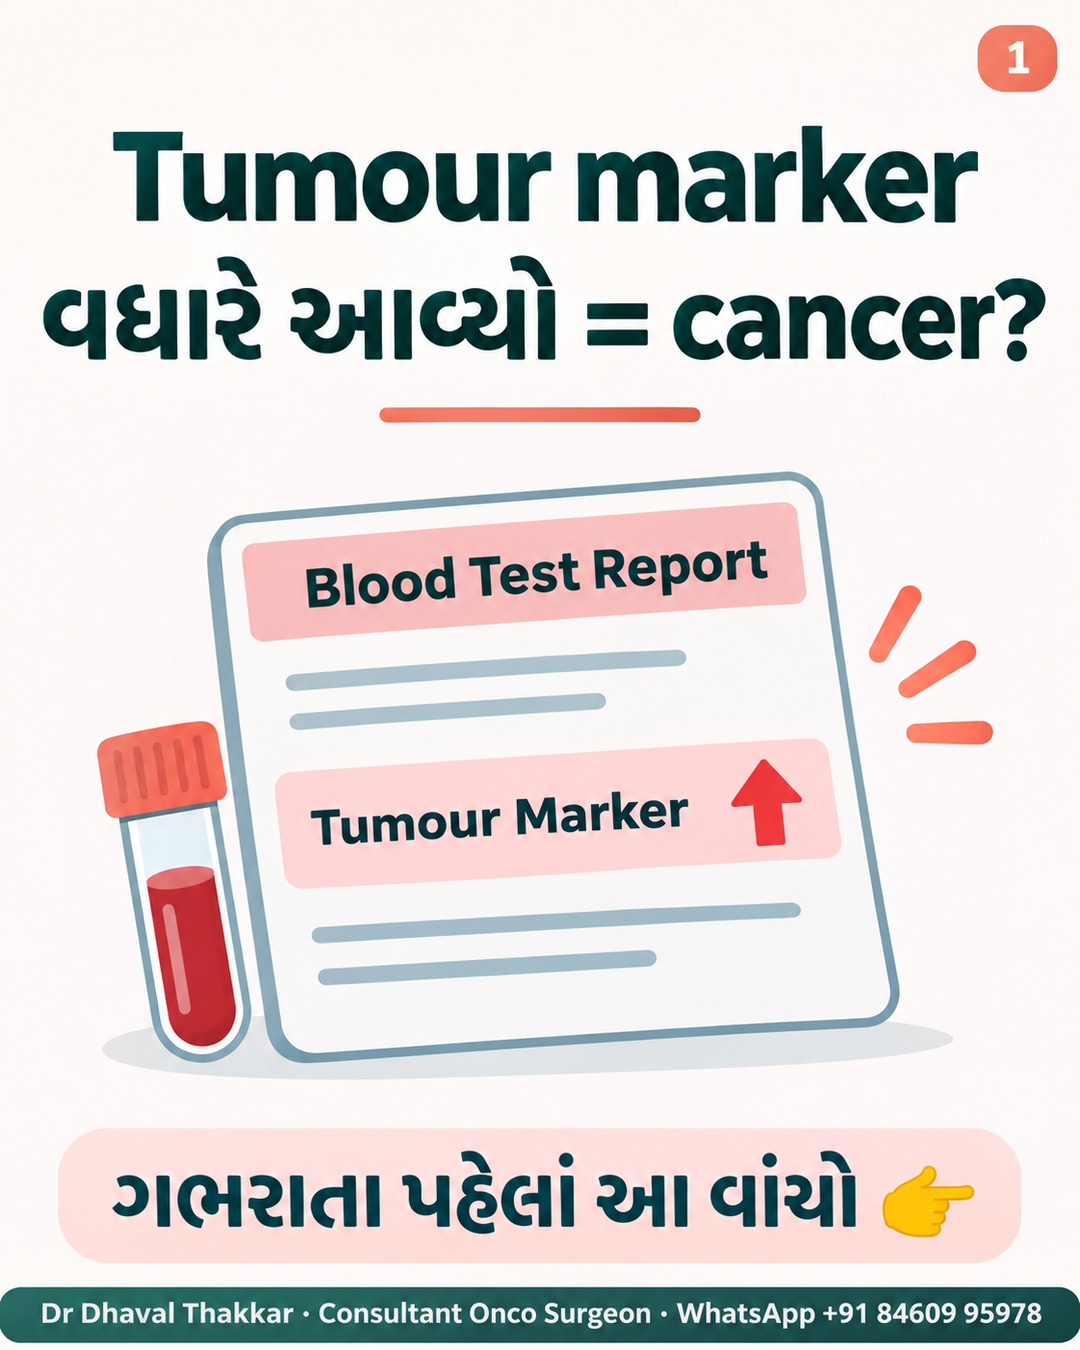 1
Tumour marker
વધારે આવ્યો = cancer?
Blood Test Report
Tumour Marker
ગભરાતા પહેલાં આ વાંચો 👉
Dr Dhaval Thakkar · Consultant Onco Surgeon · WhatsApp +91 84609 95978